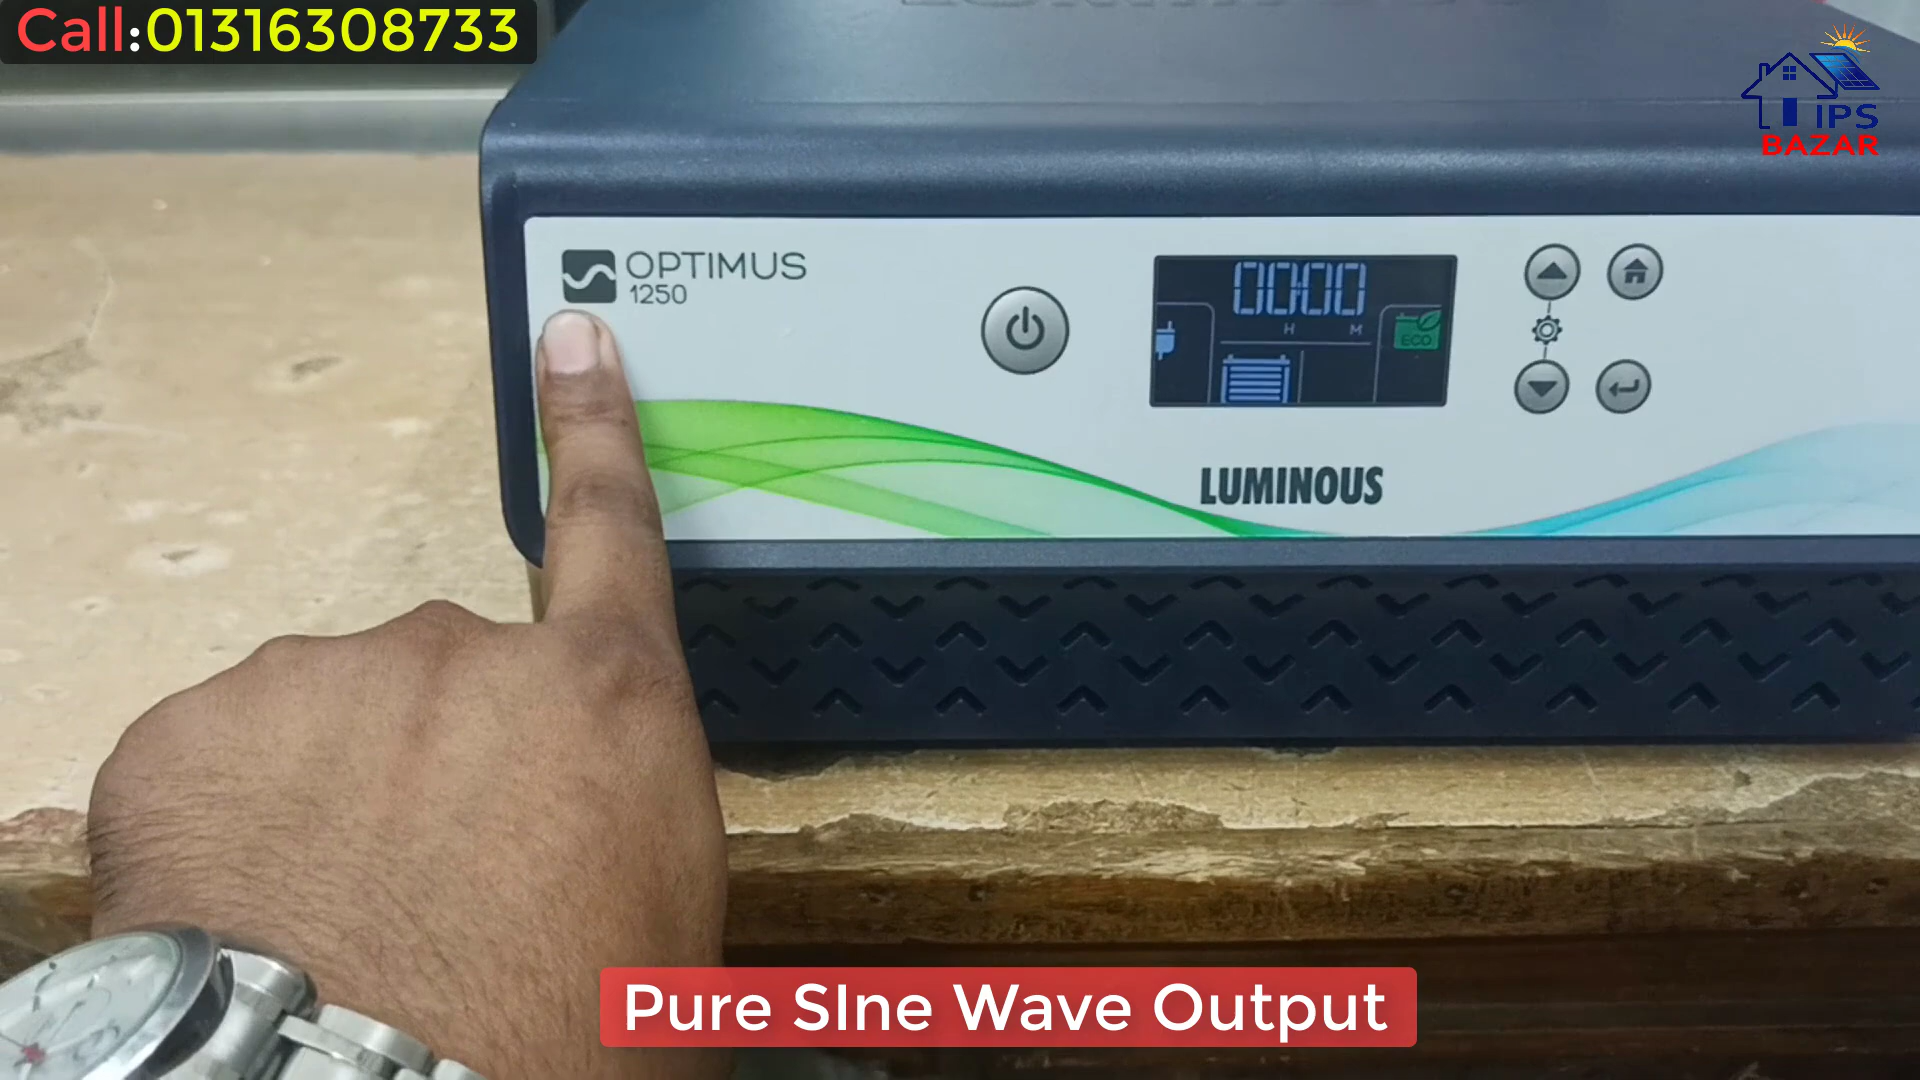 Call:01316308733
IPS
BAZAR
OPTIMUS
1250
00:00
H M
ECO
LUMINOUS
Pure SIne Wave Output